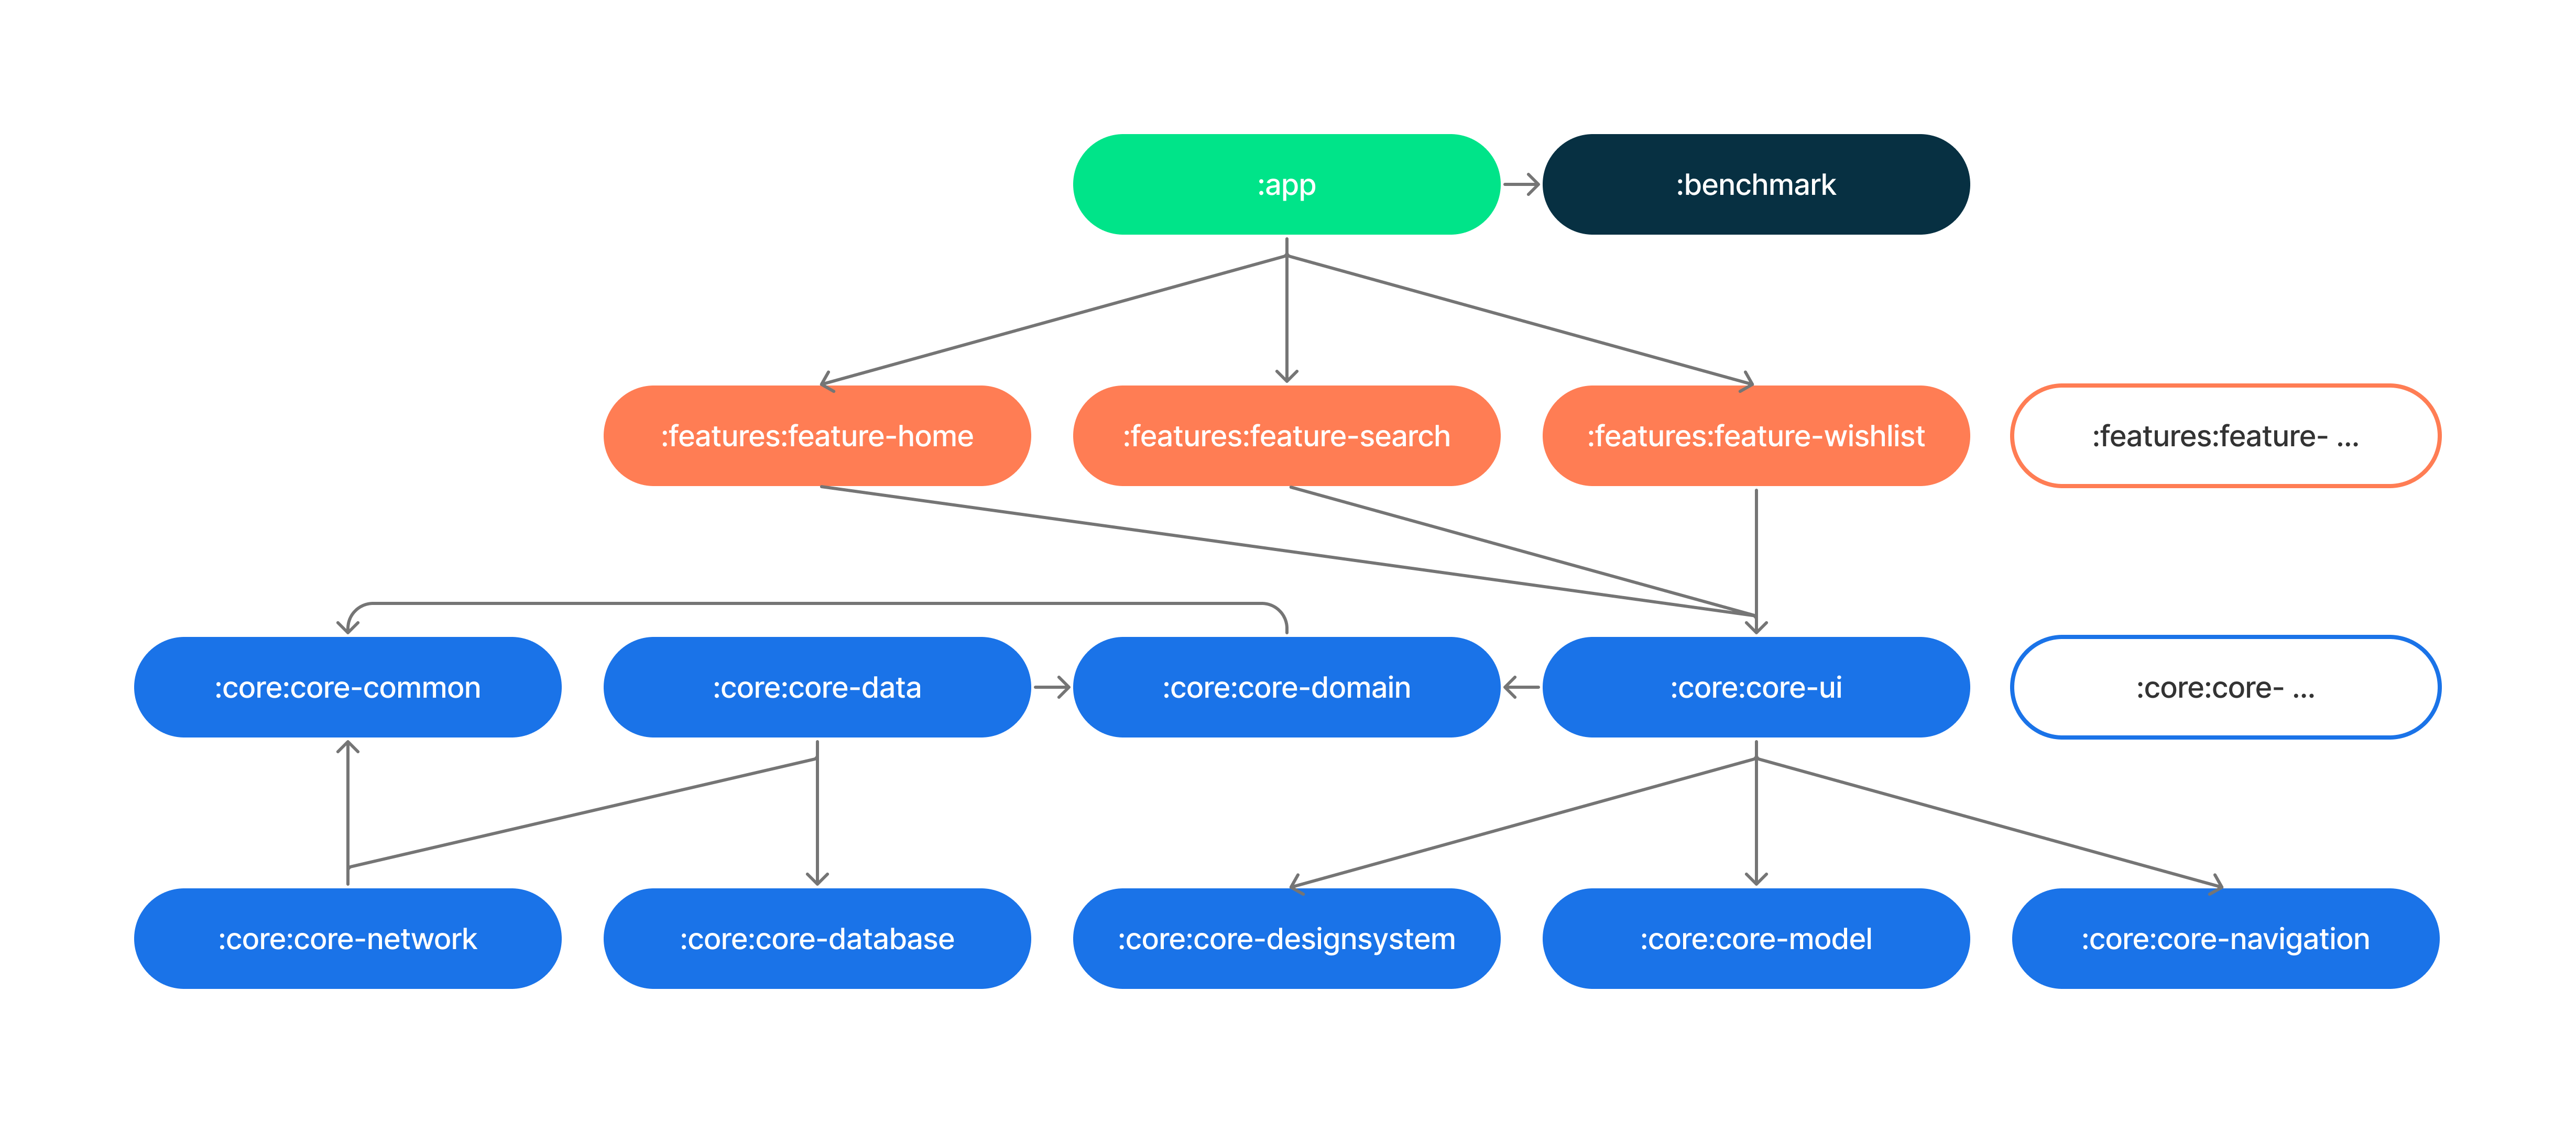 :app
:benchmark
:features:feature-home
:features:feature-search
:features:feature-wishlist
:features:feature- ...
:core:core-common
:core:core-data
:core:core-domain
:core:core-ui
:core:core- ...
:core:core-network
:core:core-database
:core:core-designsystem
:core:core-model
:core:core-navigation